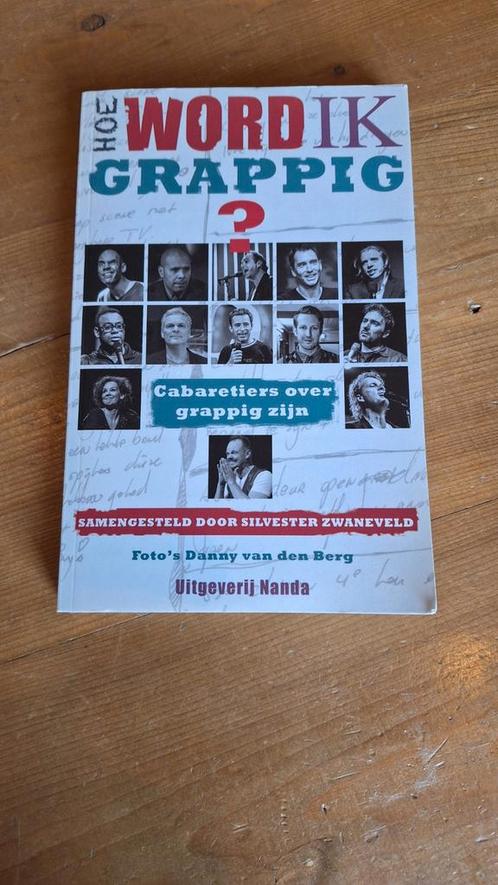 HOE WORD IK
GRAPPIG
?
Cabaretiers over
grappig zijn
SAMENGESTELD DOOR SILVESTER ZWANEVELD
Foto's Danny van den Berg
Uitgeverij Nanda